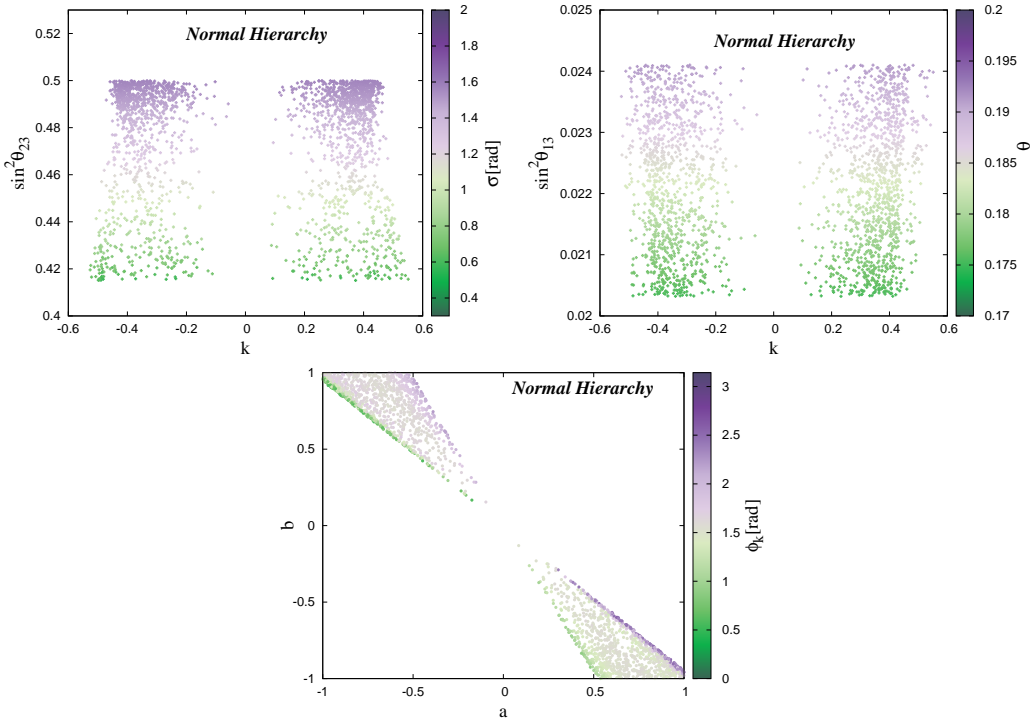 Normal Hierarchy
sin²θ₂₃
0.52
0.5
0.48
0.46
0.44
0.42
0.4
-0.6 -0.4 -0.2 0 0.2 0.4 0.6
k
2
1.8
1.6
1.4
1.2
1
0.8
0.6
0.4
σ[rad]
Normal Hierarchy
sin²θ₁₃
0.025
0.024
0.023
0.022
0.021
0.02
-0.6 -0.4 -0.2 0 0.2 0.4 0.6
k
0.2
0.195
0.19
0.185
0.18
0.175
0.17
θ
Normal Hierarchy
b
1
0.5
0
-0.5
-1
-1 -0.5 0 0.5 1
a
3
2.5
2
1.5
1
0.5
0
ϕₖ[rad]